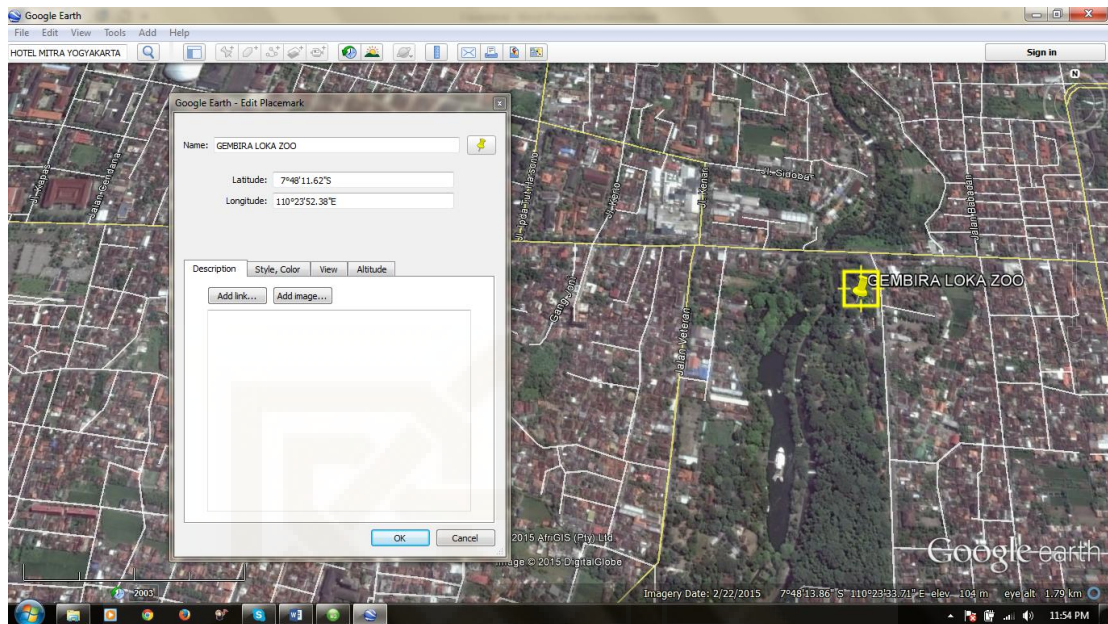 Google Earth
File Edit View Tools Add Help
HOTEL MITRA YOGYAKARTA
Sign in
N
Google Earth - Edit Placemark
Name: GEMBIRA LOKA ZOO
Latitude: 7°48'11.62"S
Longitude: 110°23'52.38"E
Description Style, Color View Altitude
Add link... Add image...
OK Cancel
Jalan Cendana
Jl. Kenari
Gang Soni
Jalan Veteran
GEMBIRA LOKA ZOO
2015 AfriGIS (Pty) Ltd.
Image © 2015 DigitalGlobe
Google earth
2003
Imagery Date: 2/22/2015 7°48'13.86" S 110°23'33.71" E elev 104 m eye alt 1.79 km
11:54 PM